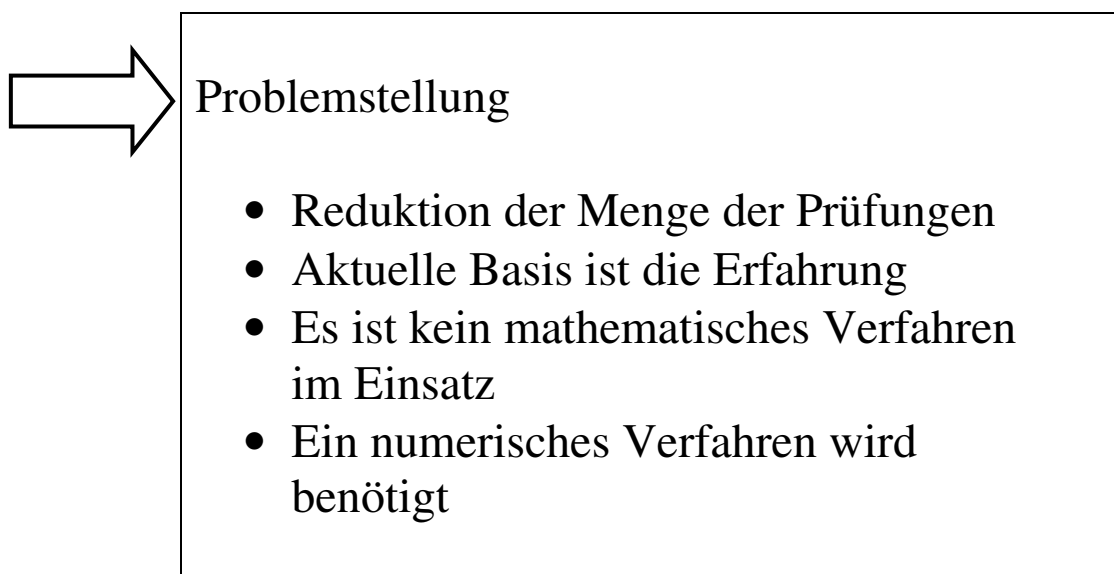 Problemstellung
• Reduktion der Menge der Prüfungen
• Aktuelle Basis ist die Erfahrung
• Es ist kein mathematisches Verfahren
im Einsatz
• Ein numerisches Verfahren wird
benötigt